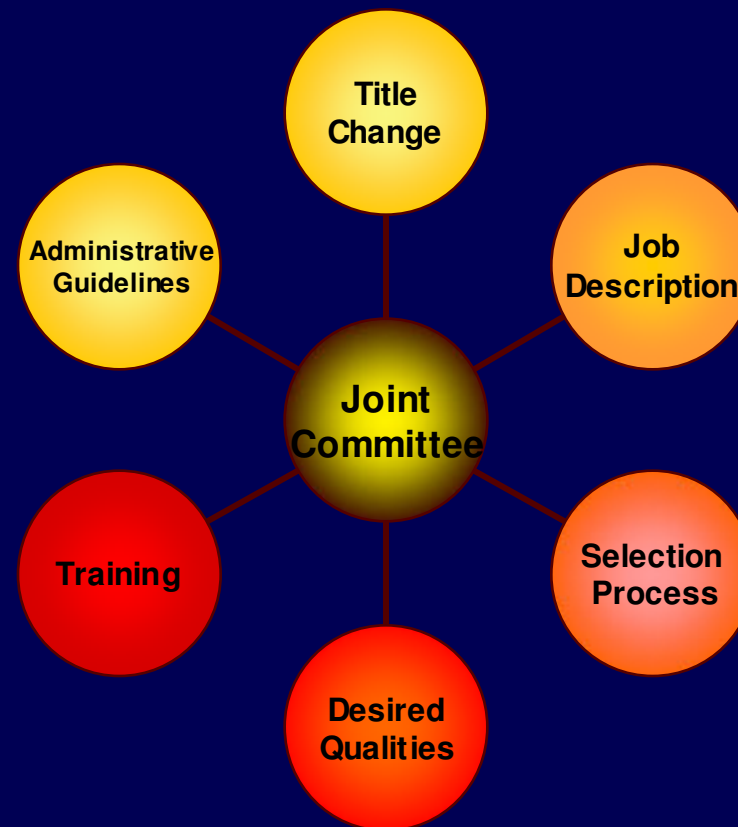 Title
Change
Administrative
Guidelines
Job
Description
Joint
Committee
Training
Selection
Process
Desired
Qualities